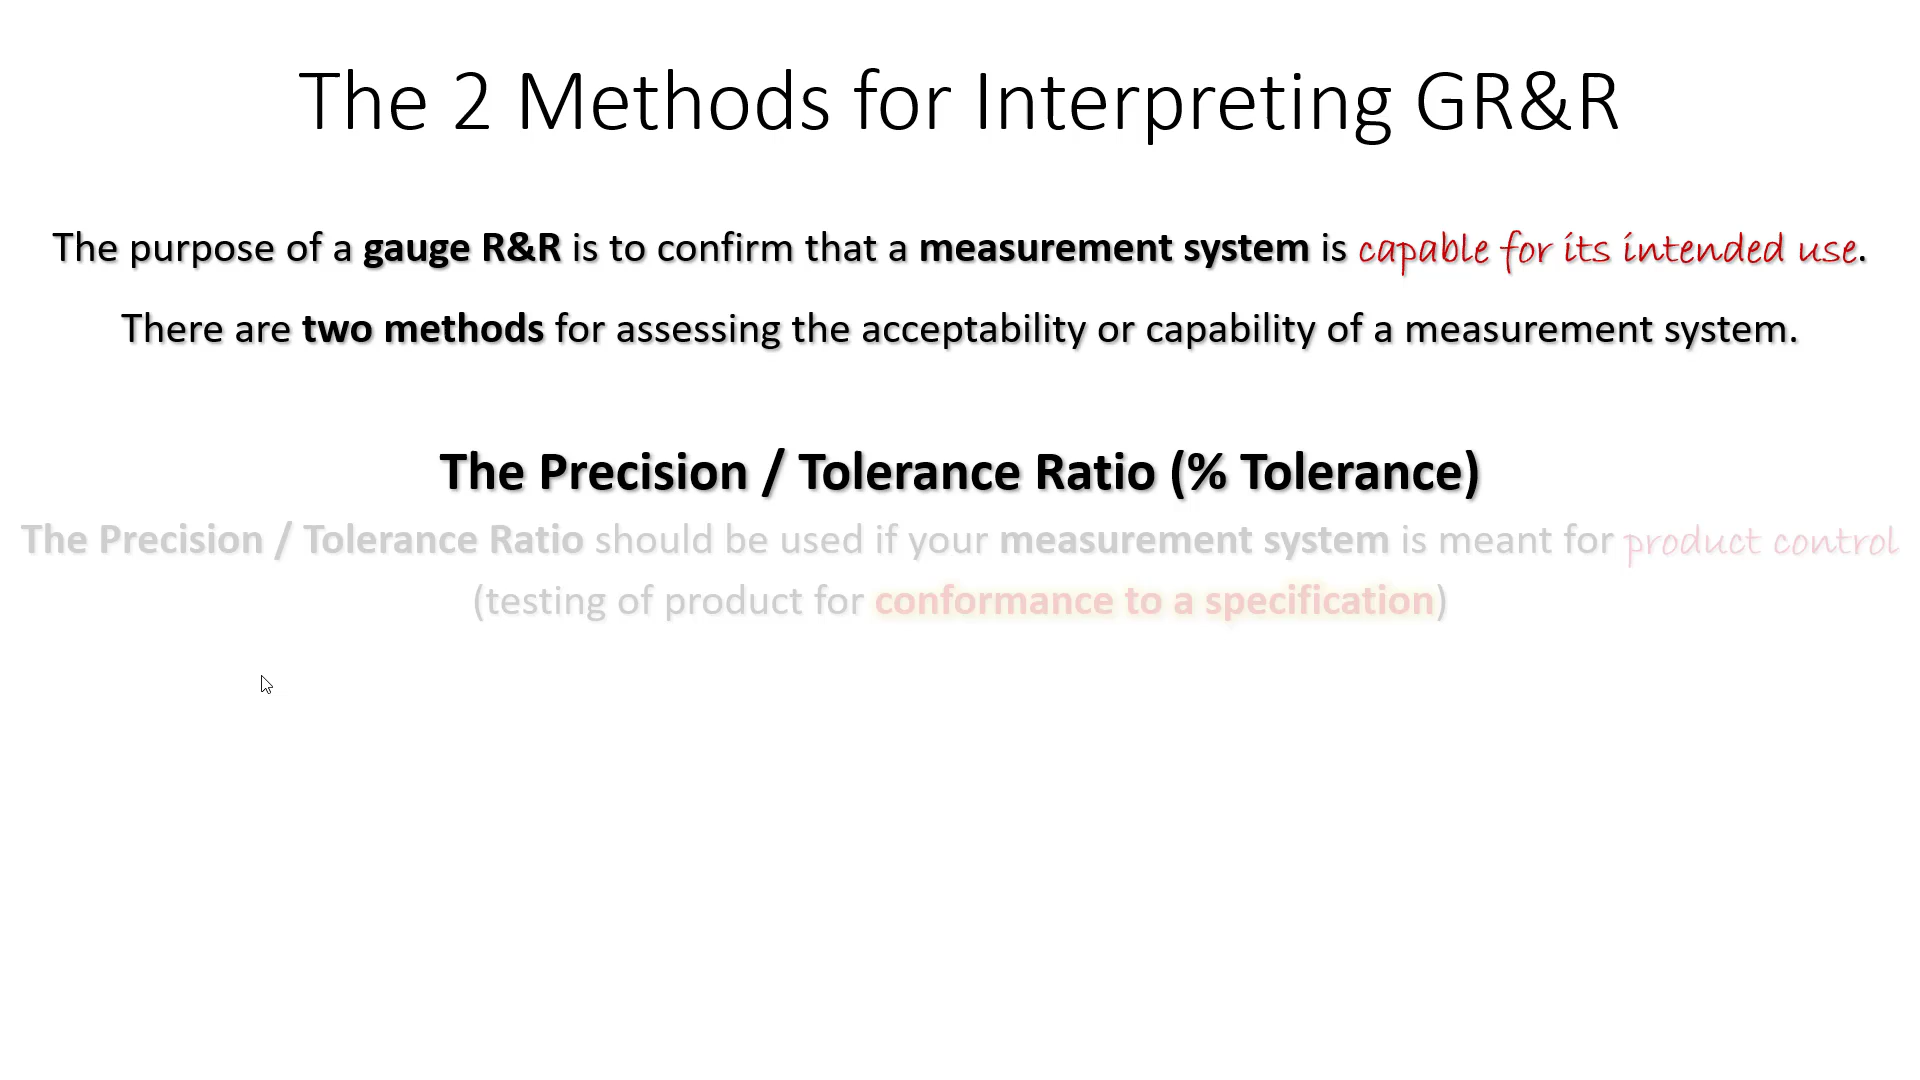 The 2 Methods for Interpreting GR&R
The purpose of a gauge R&R is to confirm that a measurement system is capable for its intended use.
There are two methods for assessing the acceptability or capability of a measurement system.
The Precision / Tolerance Ratio (% Tolerance)
The Precision / Tolerance Ratio should be used if your measurement system is meant for product control
(testing of product for conformance to a specification)